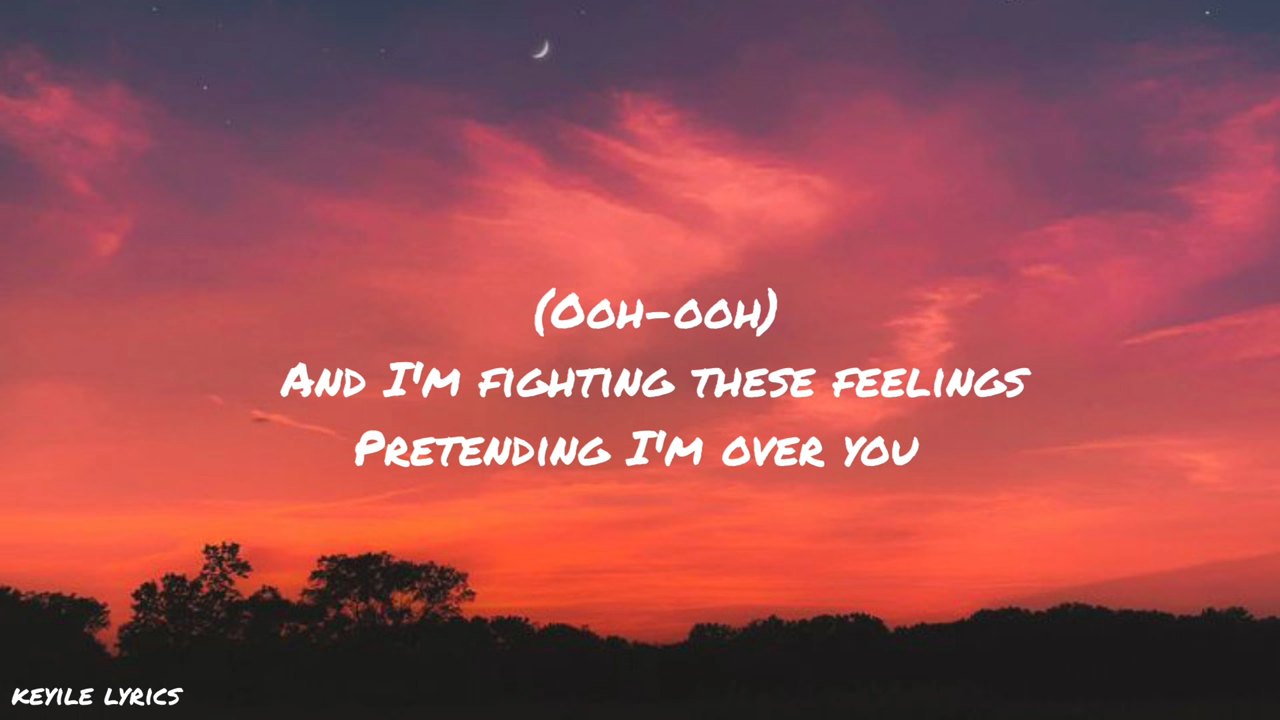 (Ooh-ooh)
And I'm fighting these feelings
Pretending I'm over you
KEYILE LYRICS